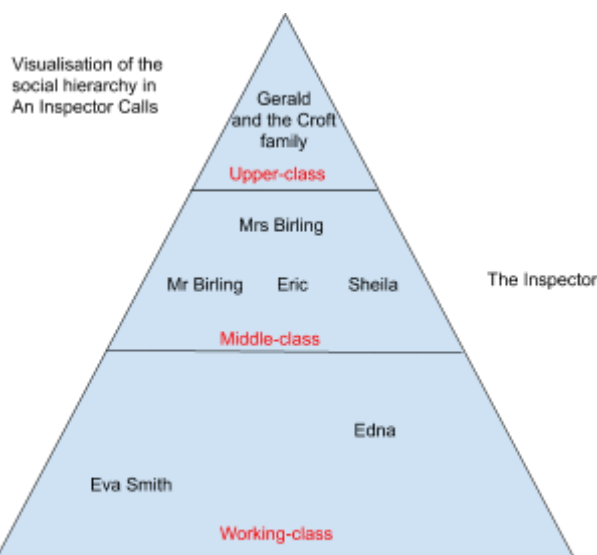 Visualisation of the
social hierarchy in
An Inspector Calls
Gerald
and the Croft
family
Upper-class
Mrs Birling
Mr Birling
Eric
Sheila
The Inspector
Middle-class
Edna
Eva Smith
Working-class